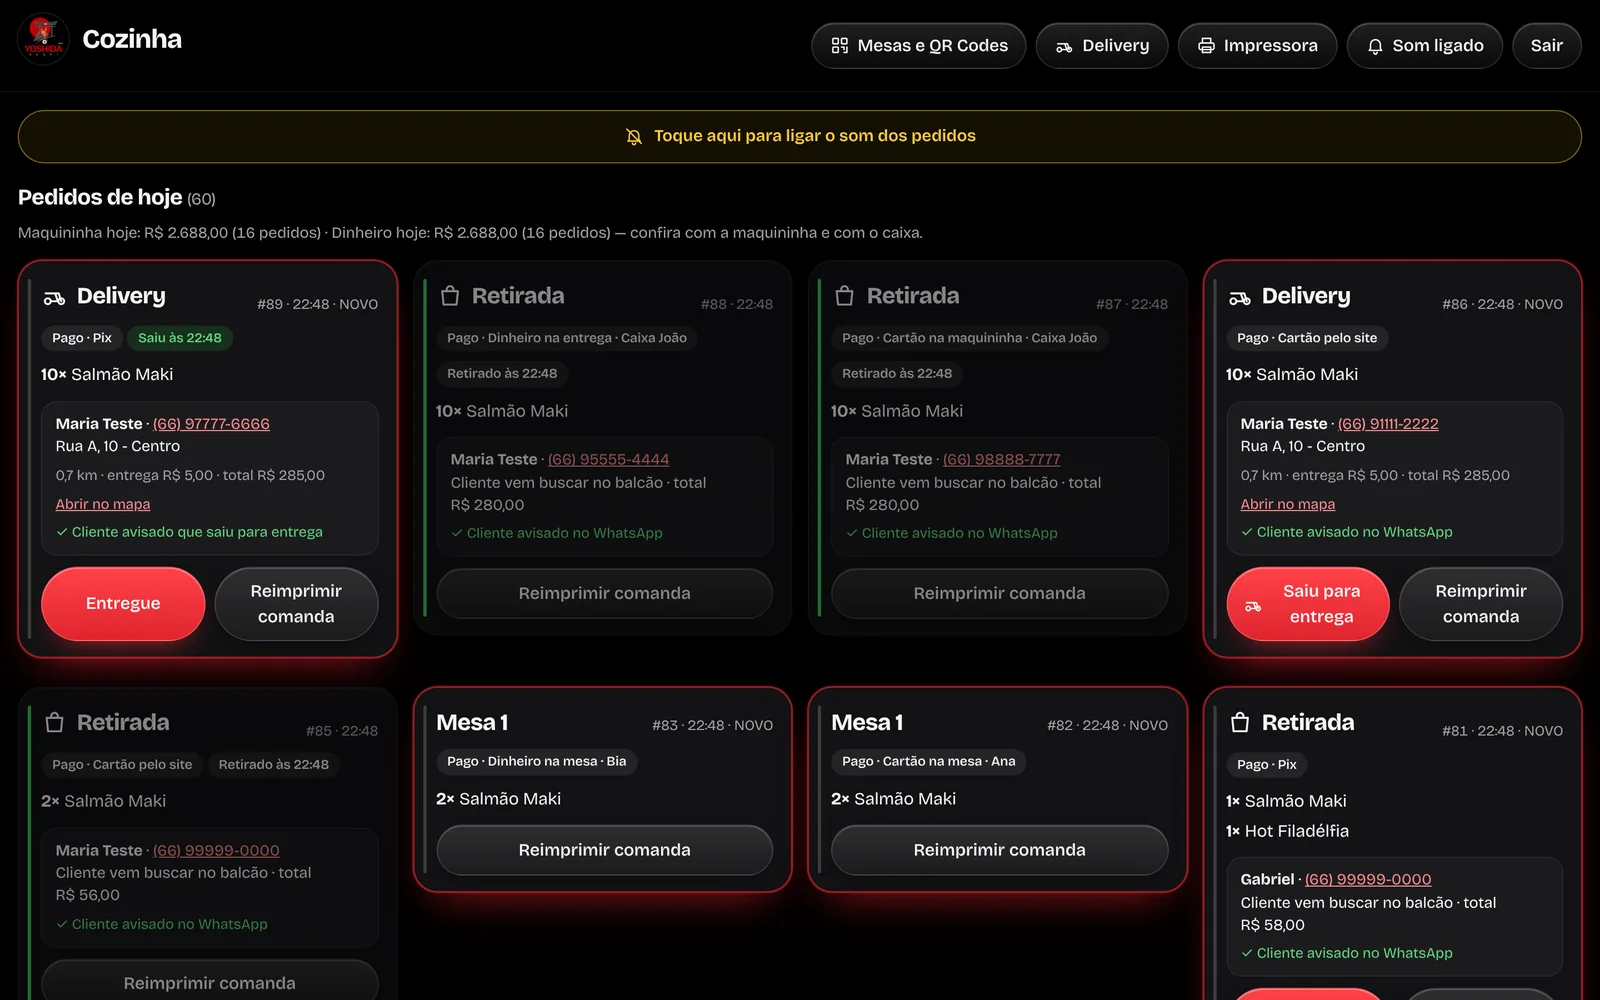 YOSHIDA
Cozinha
Mesas e QR Codes
Delivery
Impressora
Som ligado
Sair
Toque aqui para ligar o som dos pedidos
Pedidos de hoje (60)
Maquininha hoje: R$ 2.688,00 (16 pedidos) · Dinheiro hoje: R$ 2.688,00 (16 pedidos) — confira com a maquininha e com o caixa.
Delivery
#89 · 22:48 · NOVO
Pago · Pix
Saiu às 22:48
10× Salmão Maki
Maria Teste · (66) 97777-6666
Rua A, 10 - Centro
0,7 km · entrega R$ 5,00 · total R$ 285,00
Abrir no mapa
✓ Cliente avisado que saiu para entrega
Entregue
Reimprimir
comanda
Retirada
#88 · 22:48
Pago · Dinheiro na entrega · Caixa João
Retirado às 22:48
10× Salmão Maki
Maria Teste · (66) 95555-4444
Cliente vem buscar no balcão · total
R$ 280,00
✓ Cliente avisado no WhatsApp
Reimprimir comanda
Retirada
#87 · 22:48
Pago · Cartão na maquininha · Caixa João
Retirado às 22:48
10× Salmão Maki
Maria Teste · (66) 98888-7777
Cliente vem buscar no balcão · total
R$ 280,00
✓ Cliente avisado no WhatsApp
Reimprimir comanda
Delivery
#86 · 22:48 · NOVO
Pago · Cartão pelo site
10× Salmão Maki
Maria Teste · (66) 91111-2222
Rua A, 10 - Centro
0,7 km · entrega R$ 5,00 · total R$ 285,00
Abrir no mapa
✓ Cliente avisado no WhatsApp
Saiu para
entrega
Reimprimir
comanda
Retirada
#85 · 22:48
Pago · Cartão pelo site
Retirado às 22:48
2× Salmão Maki
Maria Teste · (66) 99999-0000
Cliente vem buscar no balcão · total
R$ 56,00
✓ Cliente avisado no WhatsApp
Reimprimir comanda
Mesa 1
#83 · 22:48 · NOVO
Pago · Dinheiro na mesa · Bia
2× Salmão Maki
Reimprimir comanda
Mesa 1
#82 · 22:48 · NOVO
Pago · Cartão na mesa · Ana
2× Salmão Maki
Reimprimir comanda
Retirada
#81 · 22:48 · NOVO
Pago · Pix
1× Salmão Maki
1× Hot Filadélfia
Gabriel · (66) 99999-0000
Cliente vem buscar no balcão · total
R$ 58,00
✓ Cliente avisado no WhatsApp